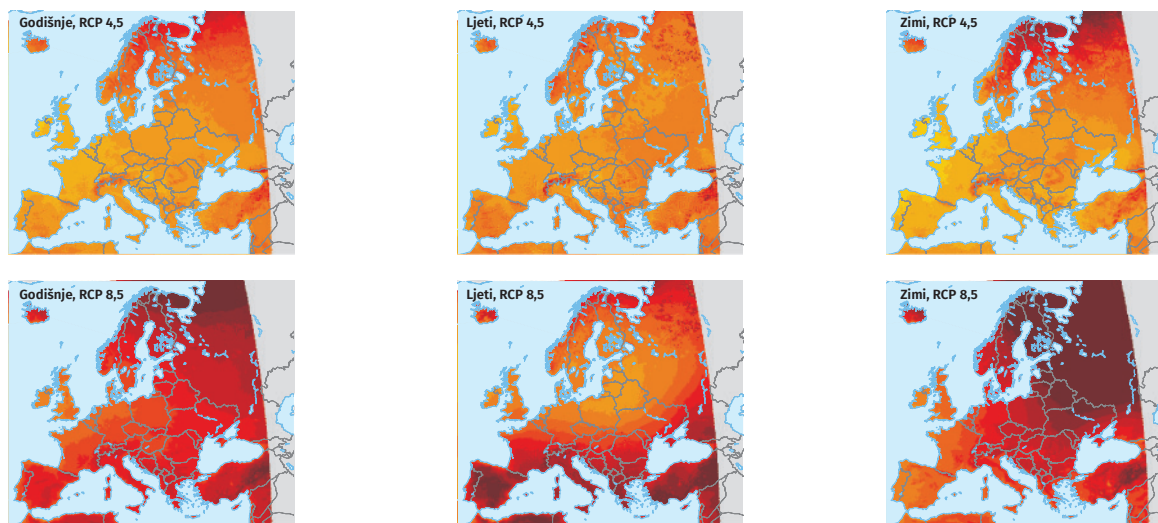 Godišnje, RCP 4,5
Ljeti, RCP 4,5
Zimi, RCP 4,5
Godišnje, RCP 8,5
Ljeti, RCP 8,5
Zimi, RCP 8,5